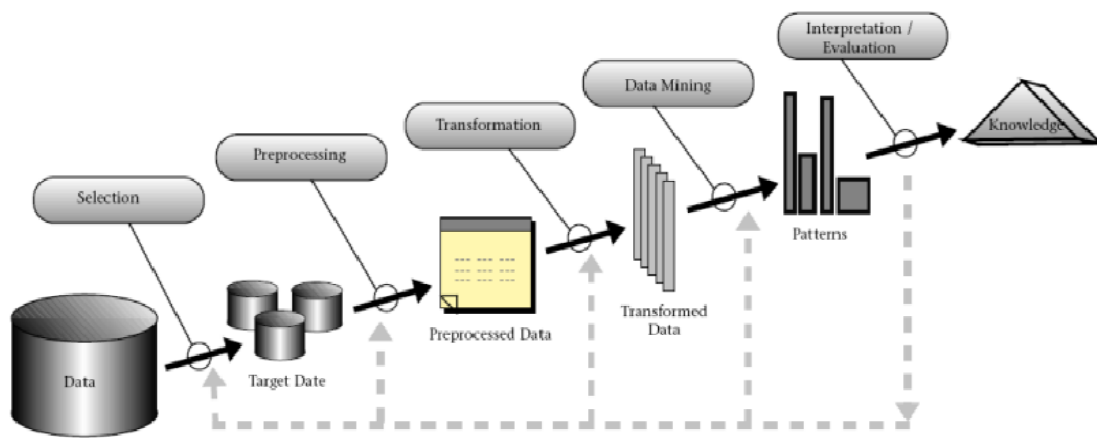 Interpretation /
Evaluation
Data Mining
Knowledge
Transformation
Preprocessing
Patterns
Selection
Transformed
Data
Preprocessed Data
Target Date
Data